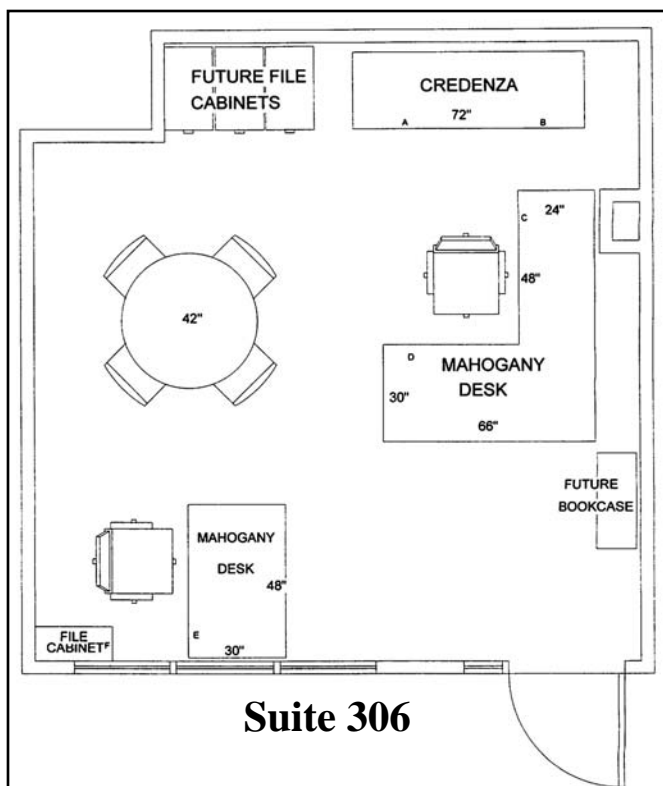 FUTURE FILE
CABINETS
CREDENZA
72"
A
B
24"
C
48"
42"
D
MAHOGANY
DESK
30"
66"
FUTURE
BOOKCASE
MAHOGANY
DESK
48"
E
30"
FILE
CABINET
F
Suite 306